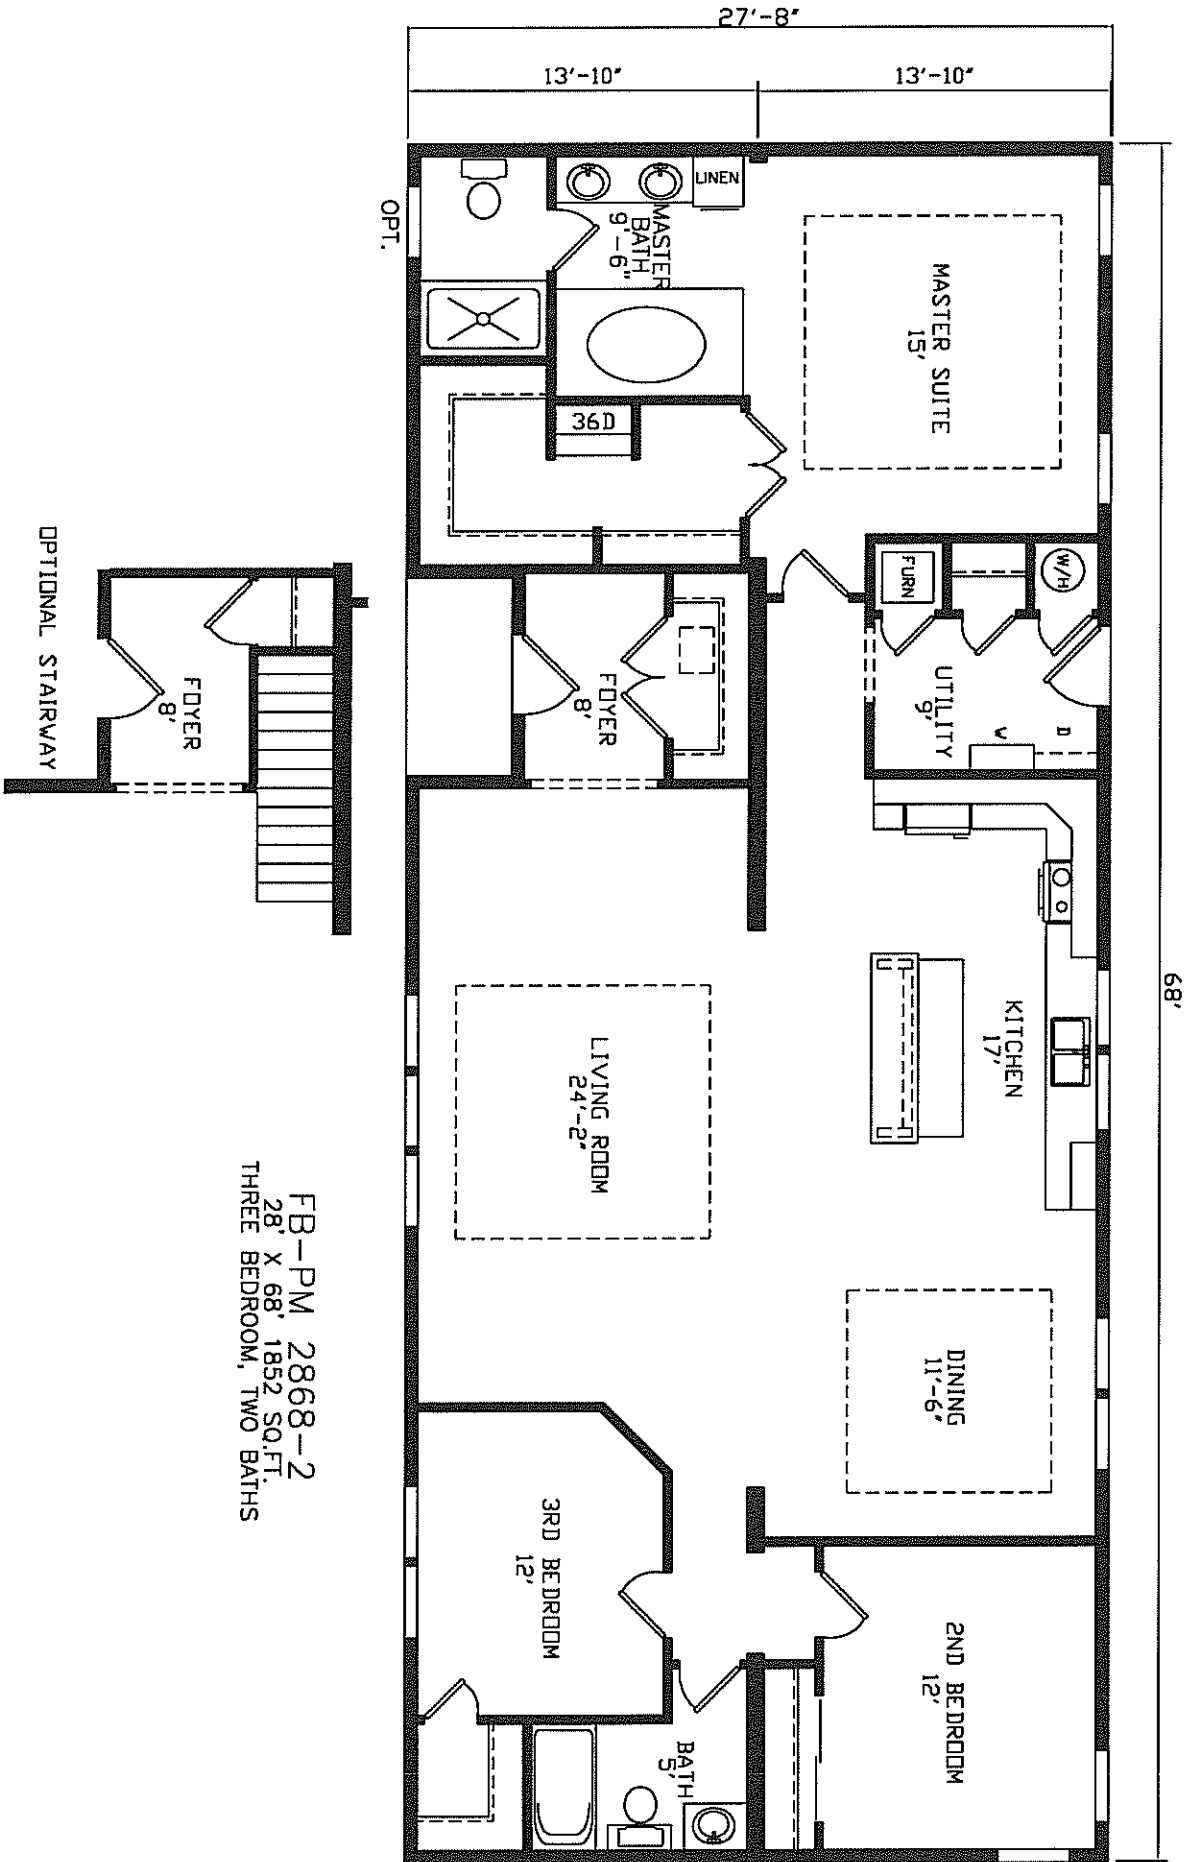 27'-8"
13'-10"
13'-10"
68'
MASTER SUITE
15'
W/H
FURN
UTILITY
9'
W
D
KITCHEN
17'
DINING
11'-6"
2ND BEDROOM
12'
LINEN
MASTER
BATH
9'-6"
36D
OPT.
FOYER
8'
LIVING ROOM
24'-2"
3RD BEDROOM
12'
BATH
5'
FOYER
8'
OPTIONAL STAIRWAY
FB-PM 2868-2
28' X 68' 1852 SQ.FT.
THREE BEDROOM, TWO BATHS